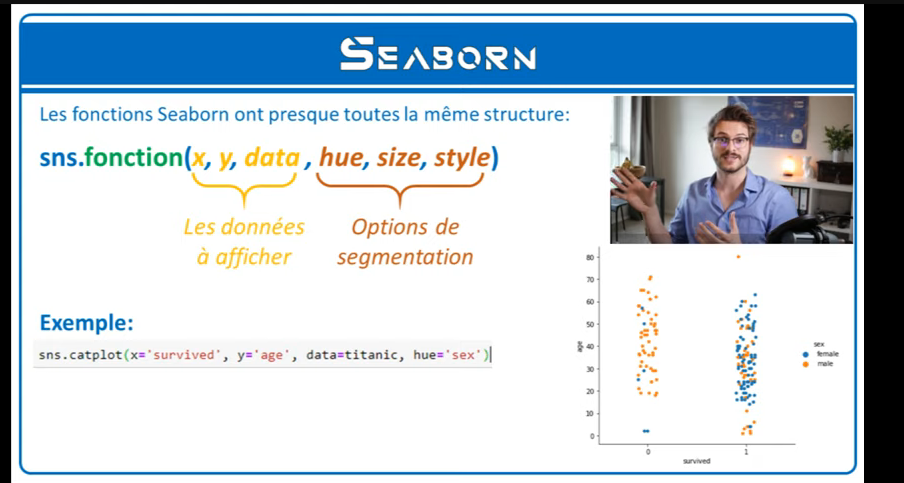 SEABORN
Les fonctions Seaborn ont presque toutes la même structure:
sns.fonction(x, y, data , hue, size, style)
Les données
à afficher
Options de
segmentation
Exemple:
sns.catplot(x='survived', y='age', data=titanic, hue='sex')
80
70
60
50
40
30
20
10
0
age
0
1
survived
sex
female
male